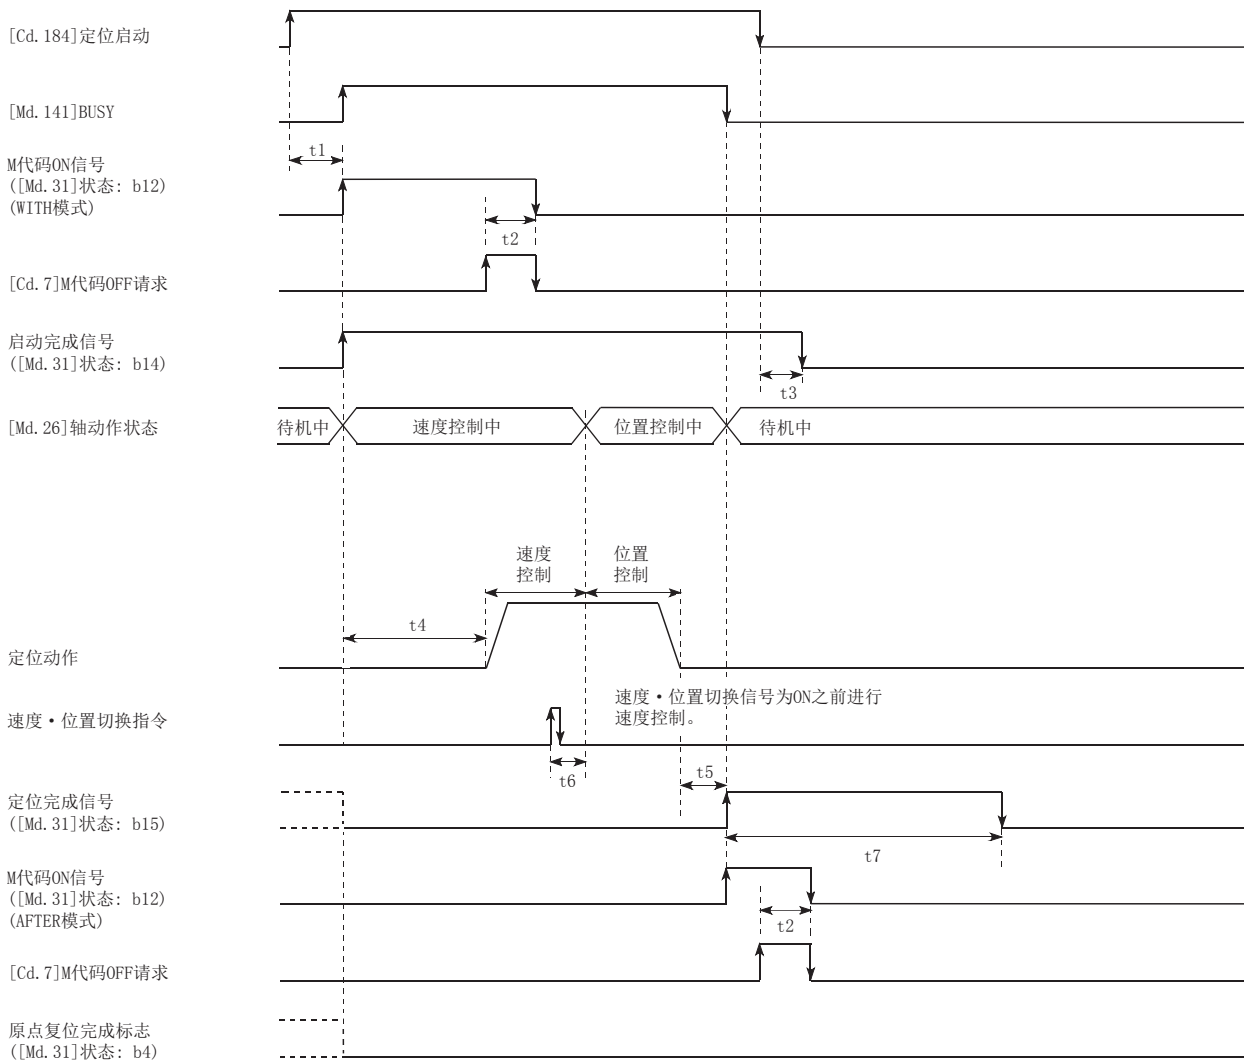 [Cd.184]定位启动
[Md.141]BUSY
t1
M代码ON信号
([Md.31]状态: b12)
(WITH模式)
t2
[Cd.7]M代码OFF请求
启动完成信号
([Md.31]状态: b14)
t3
[Md.26]轴动作状态
待机中
速度控制中
位置控制中
待机中
速度
控制
位置
控制
t4
定位动作
速度·位置切换信号为ON之前进行
速度控制。
速度·位置切换指令
t6
t5
定位完成信号
([Md.31]状态: b15)
t7
M代码ON信号
([Md.31]状态: b12)
(AFTER模式)
t2
[Cd.7]M代码OFF请求
原点复位完成标志
([Md.31]状态: b4)